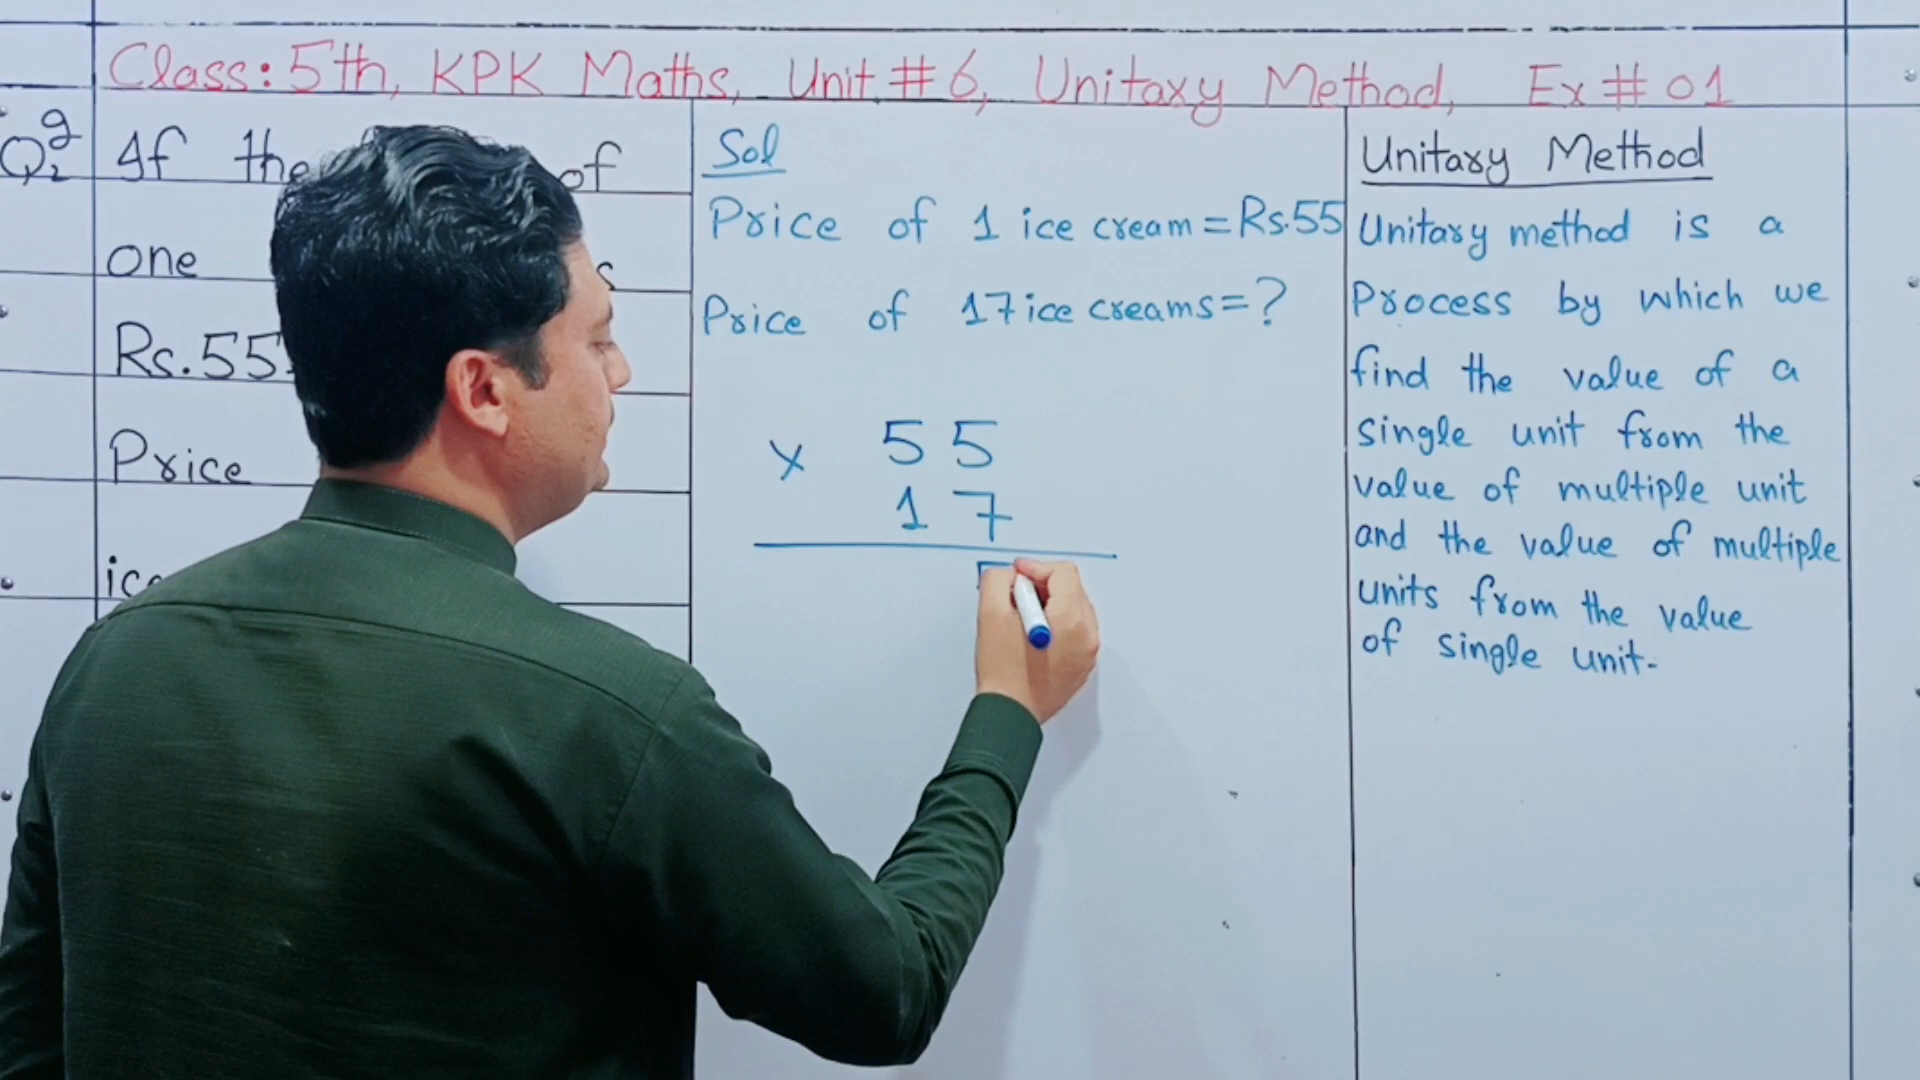 Class: 5th, KPK Maths, Unit # 6, Unitary Method, Ex # 01
Q2 g If the of
one
Rs.55
Price
ice
Sol
Price of 1 ice cream = Rs.55
Price of 17 ice creams = ?
x 55
17
5
Unitary Method
Unitary method is a
Process by which we
find the value of a
single unit from the
value of multiple unit
and the value of multiple
units from the value
of single unit.